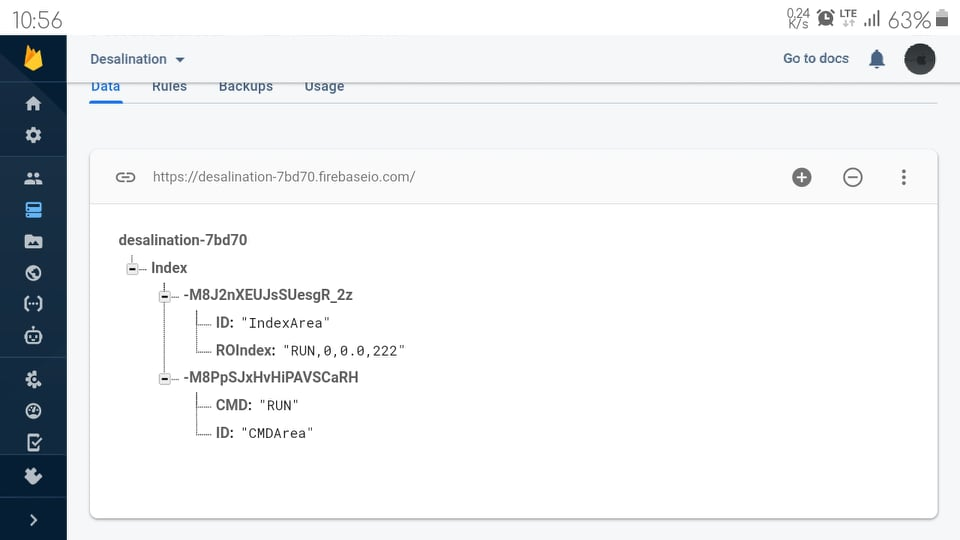 10:56
0.24 K/s LTE 63%
Desalination Go to docs
Data Rules Backups Usage
https://desalination-7bd70.firebaseio.com/
desalination-7bd70
Index
-M8J2nXEUJsSUesgR_2z
ID: "IndexArea"
ROIndex: "RUN,0,0.0,222"
-M8PpSJxHvHiPAVSCaRH
CMD: "RUN"
ID: "CMDArea"